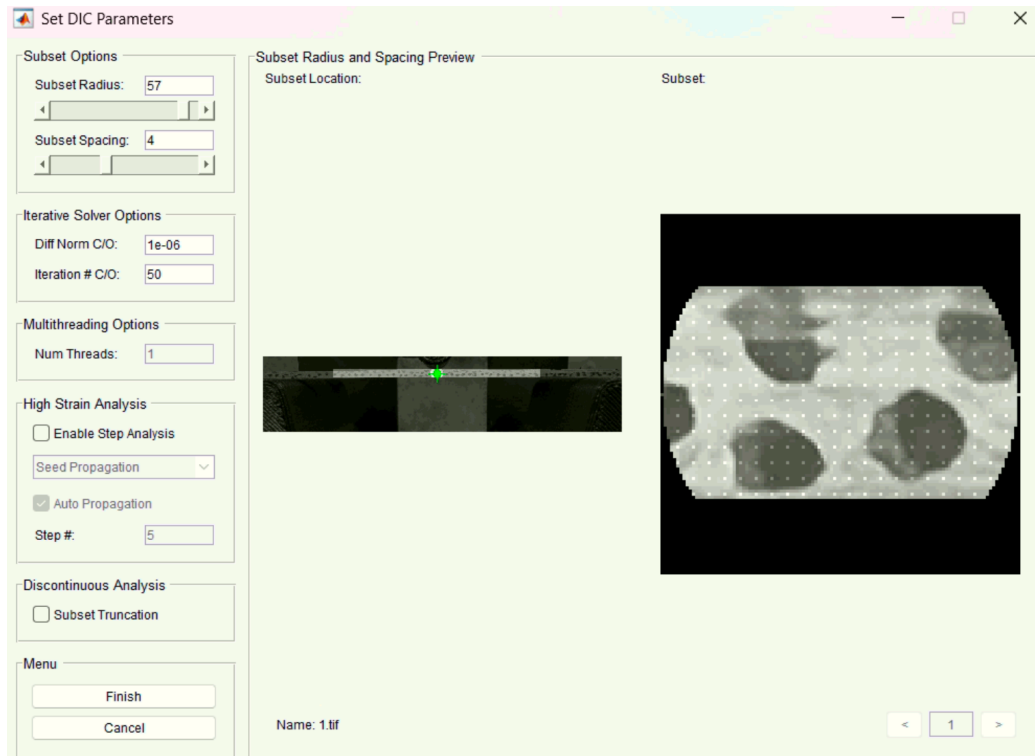 Set DIC Parameters
Subset Options
Subset Radius: 57
Subset Spacing: 4
Iterative Solver Options
Diff Norm C/O: 1e-06
Iteration # C/O: 50
Multithreading Options
Num Threads: 1
High Strain Analysis
Enable Step Analysis
Seed Propagation
Auto Propagation
Step #: 5
Discontinuous Analysis
Subset Truncation
Menu
Finish
Cancel
Subset Radius and Spacing Preview
Subset Location:
Subset:
Name: 1.tif
< 1 >